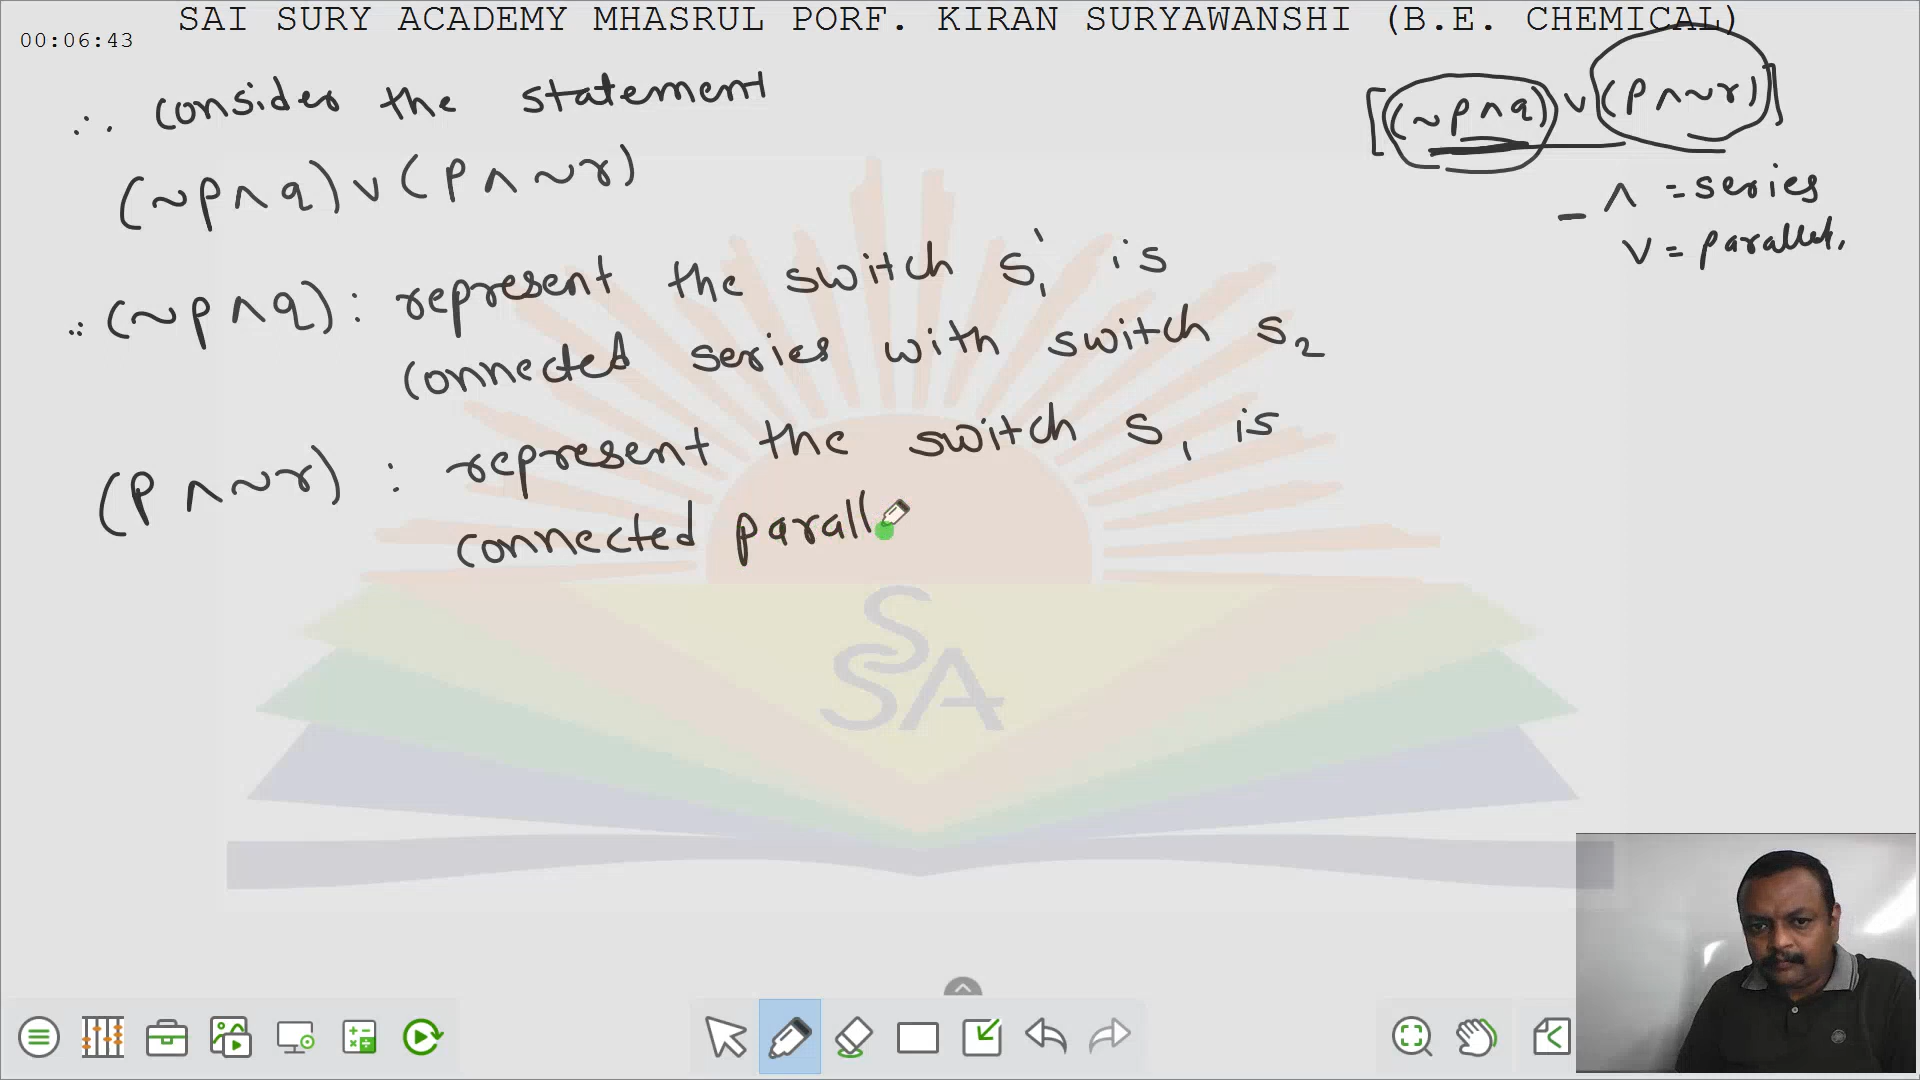 SAI SURY ACADEMY MHASRUL PORF. KIRAN SURYAWANSHI (B.E. CHEMICAL)
00:06:43
∴ consider the statement
(~p∧q)∨(p∧~r)
[(~p∧q)∨(p∧~r)]
- ∧ = series
∨ = parallel.
∴ (~p∧q): represent the switch S₁' is
connected series with switch S₂
(p∧~r) : represent the switch S₁ is
connected parall
SSA